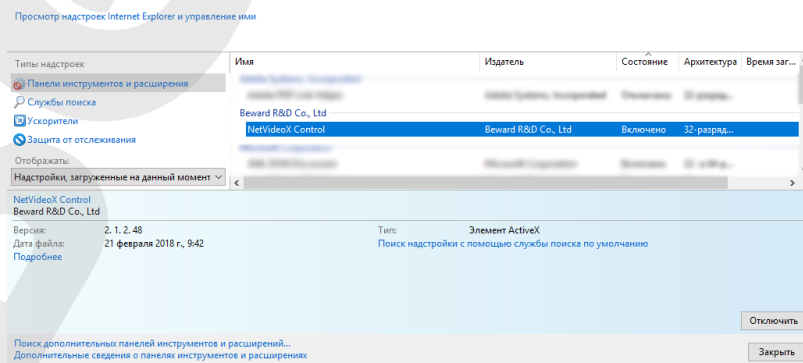 Просмотр надстроек Internet Explorer и управление ими
Типы надстроек
Панели инструментов и расширения
Службы поиска
Ускорители
Защита от отслеживания
Отображать:
Надстройки, загруженные на данный момент
Имя Издатель Состояние Архитектура Время заг...
Beward R&D Co., Ltd
NetVideoX Control Beward R&D Co., Ltd Включено 32-разряд...
NetVideoX Control
Beward R&D Co., Ltd
Версия: 2. 1. 2. 48 Тип: Элемент ActiveX
Дата файла: 21 февраля 2018 г., 9:42 Поиск надстройки с помощью службы поиска по умолчанию
Подробнее
Отключить
Поиск дополнительных панелей инструментов и расширений...
Дополнительные сведения о панелях инструментов и расширениях
Закрыть